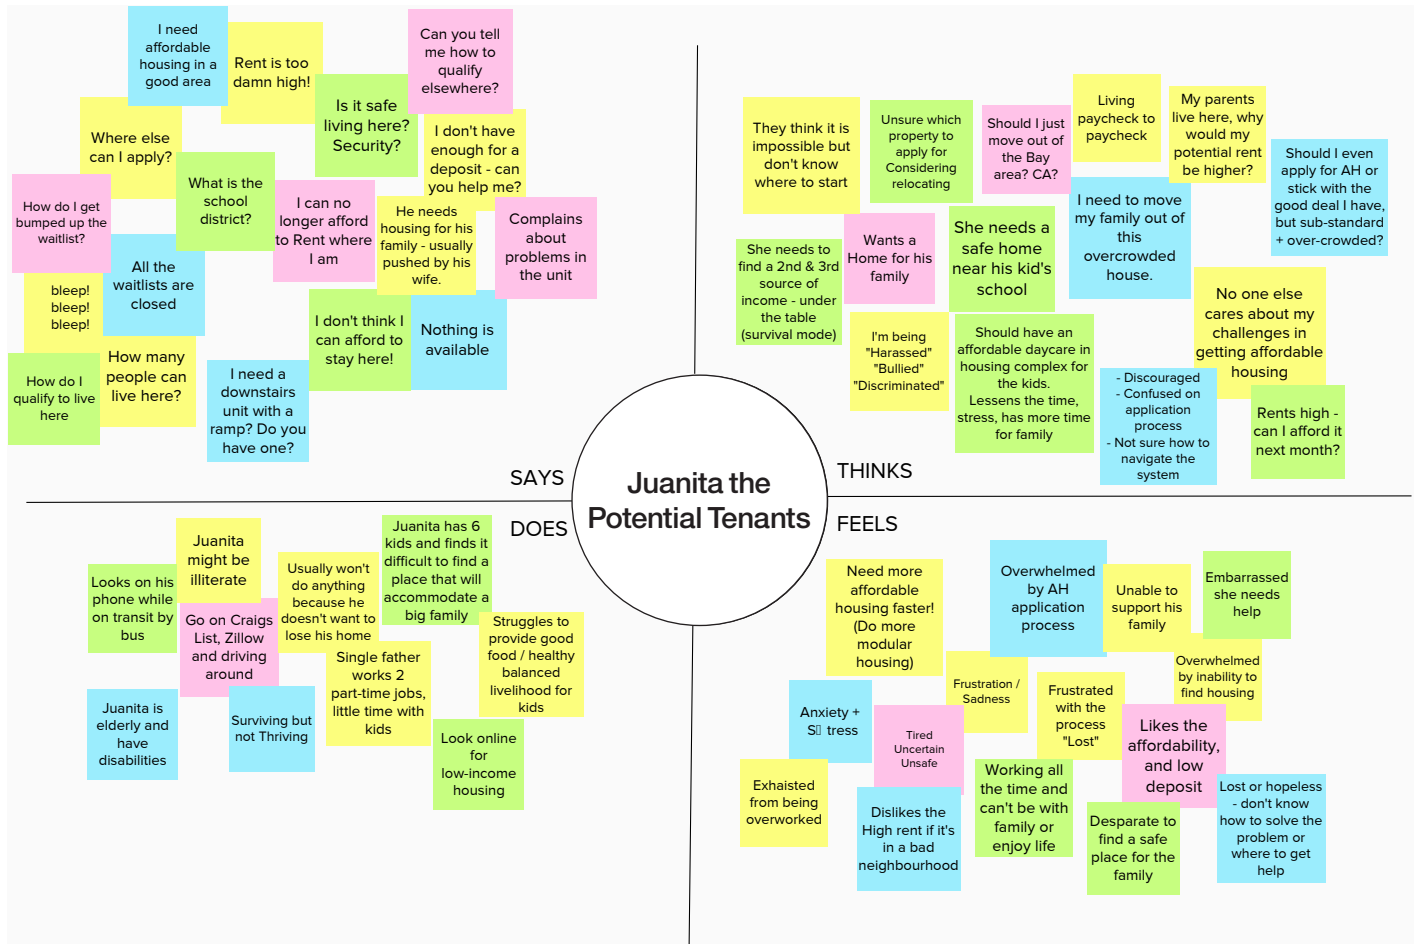 I need
affordable
housing in a
good area
Rent is too
damn high!
Can you tell
me how to
qualify
elsewhere?
Is it safe
living here?
Security?
Where else
can I apply?
I don't have
enough for a
deposit - can
you help me?
What is the
school
district?
How do I get
bumped up the
waitlist?
I can no
longer afford
to Rent where
I am
He needs
housing for his
family - usually
pushed by his
wife.
Complains
about
problems in
the unit
All the
waitlists are
closed
bleep!
bleep!
bleep!
I don't think I
can afford to
stay here!
Nothing is
available
How many
people can
live here?
How do I
qualify to live
here
I need a
downstairs
unit with a
ramp? Do you
have one?
SAYS
They think it is
impossible but
don't know
where to start
Unsure which
property to
apply for
Considering
relocating
Should I just
move out of
the Bay
area? CA?
Living
paycheck to
paycheck
My parents
live here, why
would my
potential rent
be higher?
Should I even
apply for AH or
stick with the
good deal I have,
but sub-standard
+ over-crowded?
She needs to
find a 2nd & 3rd
source of
income - under
the table
(survival mode)
Wants a
Home for his
family
She needs a
safe home
near his kid's
school
I need to move
my family out of
this
overcrowded
house.
No one else
cares about my
challenges in
getting affordable
housing
I'm being
"Harassed"
"Bullied"
"Discriminated"
Should have an
affordable daycare in
housing complex for
the kids.
Lessens the time,
stress, has more time
for family
- Discouraged
- Confused on
application
process
- Not sure how to
navigate the
system
Rents high -
can I afford it
next month?
THINKS
Juanita the
Potential Tenants
DOES
Juanita might be
illiterate
Looks on his
phone while
on transit by
bus
Go on Craigs
List, Zillow
and driving
around
Usually won't
do anything
because he
doesn't want to
lose his home
Juanita has 6
kids and finds it
difficult to find a
place that will
accommodate a
big family
Struggles to
provide good
food / healthy
balanced
livelihood for
kids
Single father
works 2
part-time jobs,
little time with
kids
Juanita is
elderly and
have
disabilities
Surviving but
not Thriving
Look online
for
low-income
housing
FEELS
Need more
affordable
housing faster!
(Do more
modular
housing)
Overwhelmed
by AH
application
process
Unable to
support his
family
Embarrassed
she needs
help
Overwhelmed
by inability to
find housing
Frustration /
Sadness
Frustrated
with the
process
"Lost"
Anxiety +
S▯ tress
Tired
Uncertain
Unsafe
Likes the
affordability,
and low
deposit
Exhaisted
from being
overworked
Dislikes the
High rent if it's
in a bad
neighbourhood
Working all
the time and
can't be with
family or
enjoy life
Desparate to
find a safe
place for the
family
Lost or hopeless
- don't know
how to solve the
problem or
where to get
help